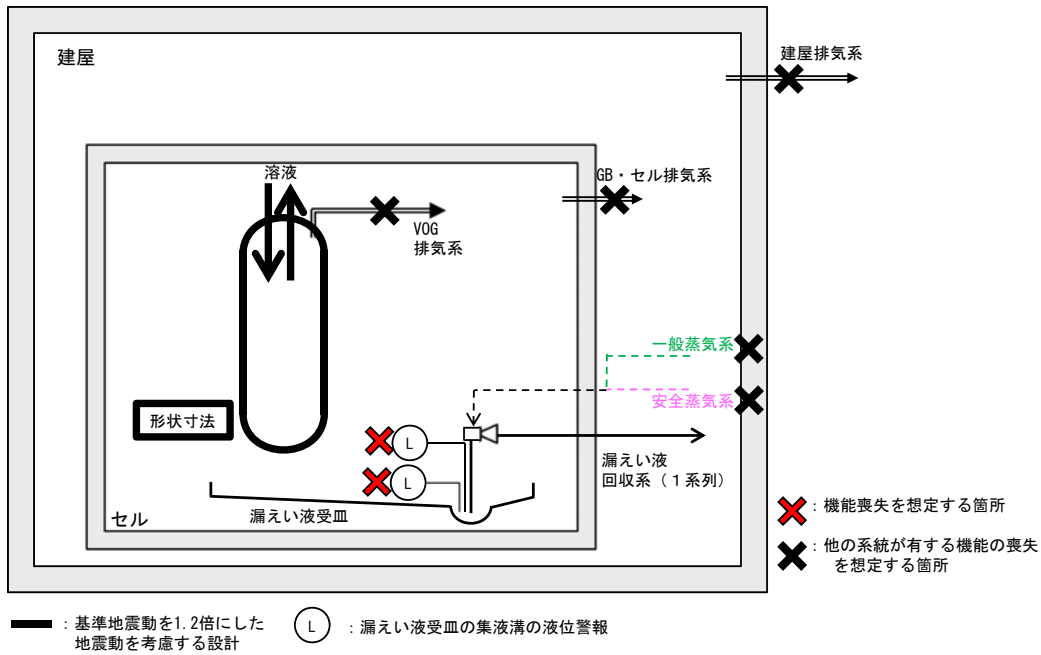 建屋
建屋排気系
溶液
GB・セル排気系
VOG
排気系
一般蒸気系
安全蒸気系
形状寸法
L
L
漏えい液
回収系（１系列）
漏えい液受皿
セル
：機能喪失を想定する箇所
：他の系統が有する機能の喪失
を想定する箇所
：基準地震動を1.2倍にした
地震動を考慮する設計
L
：漏えい液受皿の集液溝の液位警報